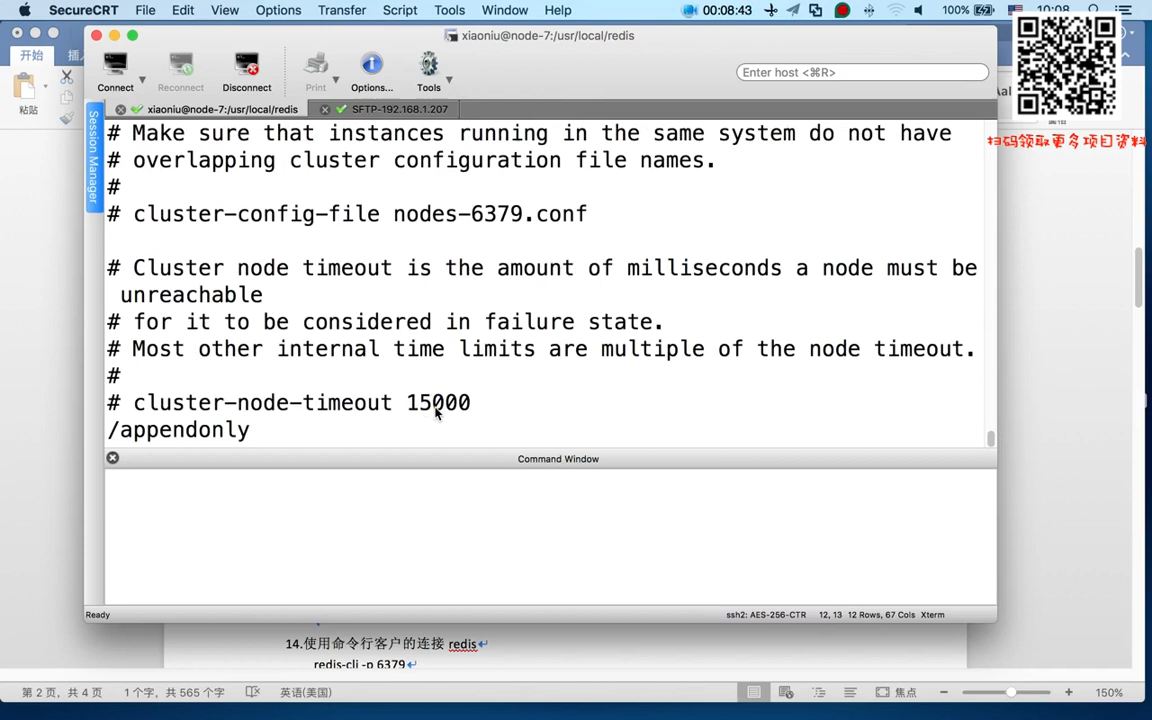 SecureCRT File Edit View Options Transfer Script Tools Window Help 00:08:43 100% 10:08
xiaoniu@node-7:/usr/local/redis
开始 插
粘贴
Connect Reconnect Disconnect Print Options... Tools
Enter host <⌘R>
xiaoniu@node-7:/usr/local/redis SFTP-192.168.1.207
Session Manager
扫码领取更多项目资料
# Make sure that instances running in the same system do not have
# overlapping cluster configuration file names.
#
# cluster-config-file nodes-6379.conf
# Cluster node timeout is the amount of milliseconds a node must be
unreachable
# for it to be considered in failure state.
# Most other internal time limits are multiple of the node timeout.
#
# cluster-node-timeout 15000
/appendonly
Command Window
Ready ssh2: AES-256-CTR 12, 13 12 Rows, 67 Cols Xterm
14.使用命令行客户的连接 redis
redis-cli -p 6379
第 2 页，共 4 页 1 个字，共 565 个字 英语(美国) 焦点 150%